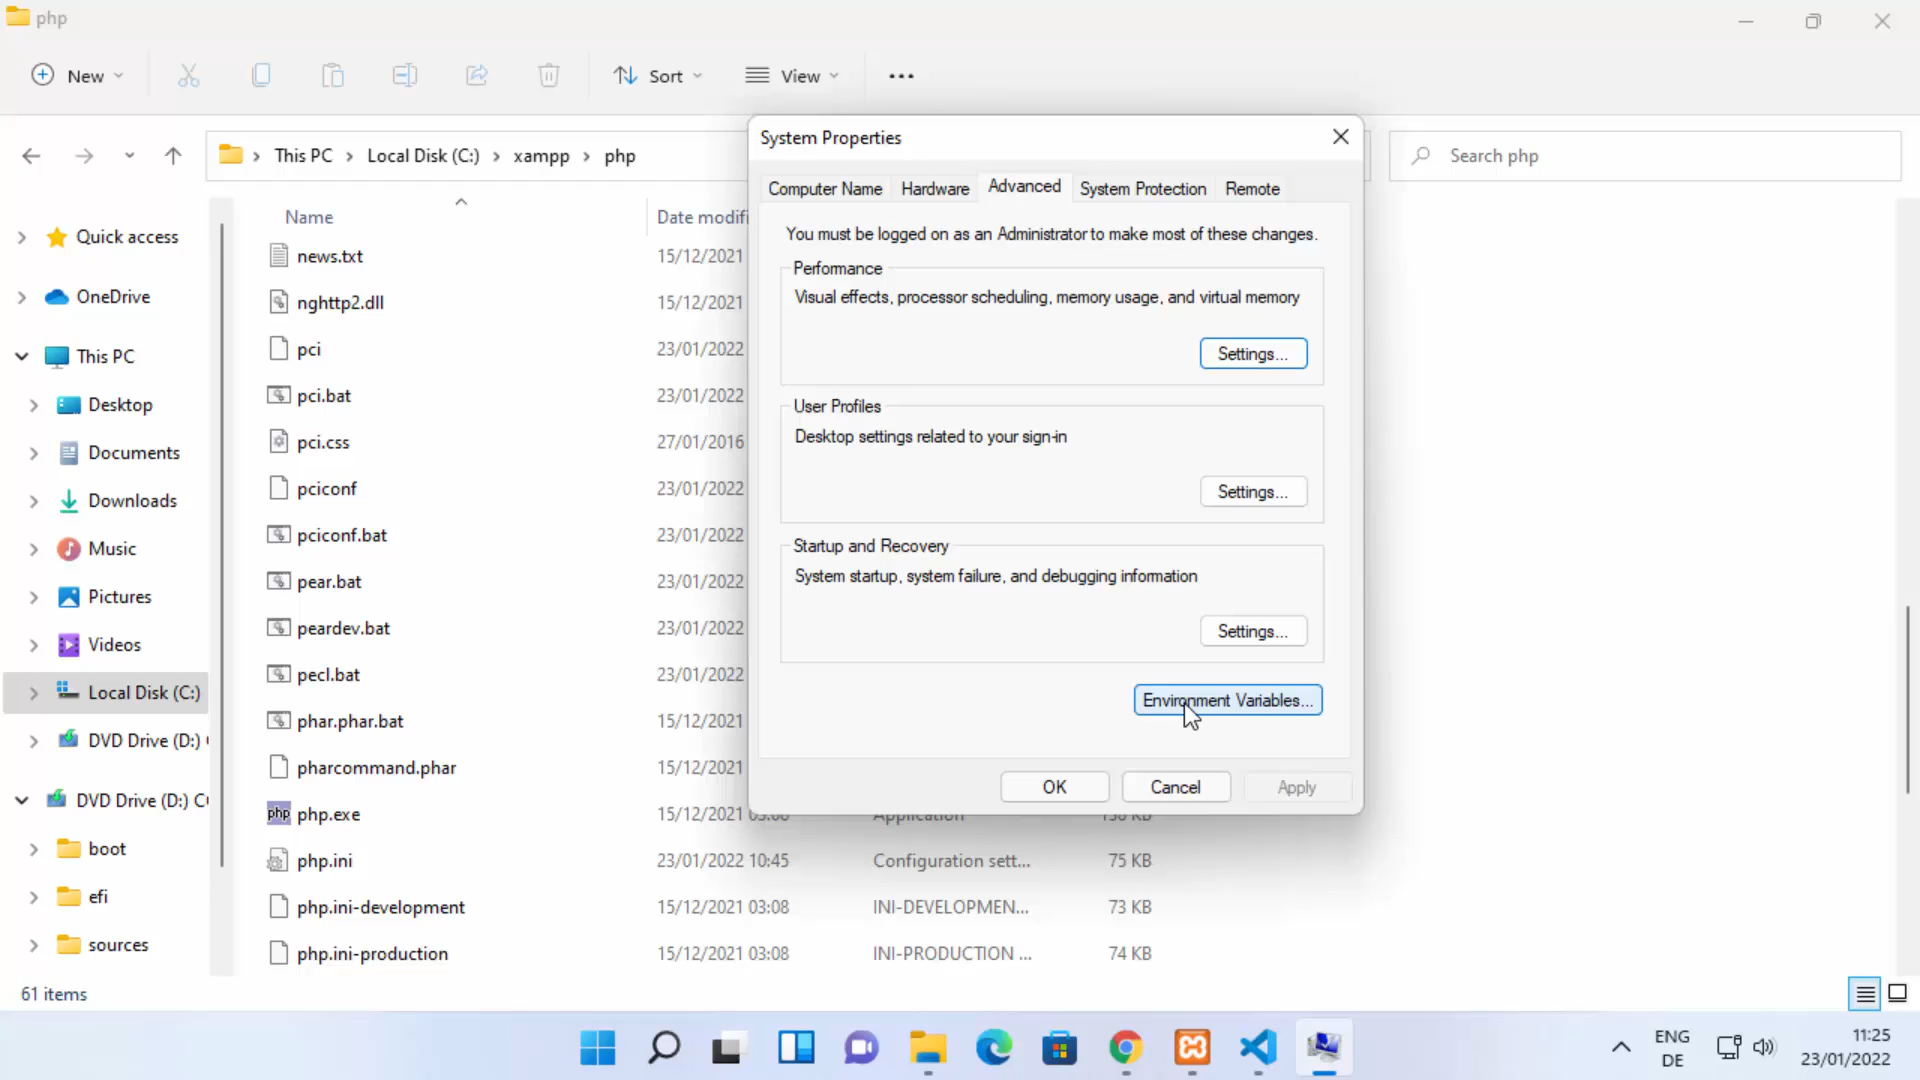 php
New
Sort
View
This PC
Local Disk (C:)
xampp
php
Search php
Quick access
OneDrive
This PC
Desktop
Documents
Downloads
Music
Pictures
Videos
Local Disk (C:)
DVD Drive (D:)
DVD Drive (D:) C
boot
efi
sources
Name
Date modifi
news.txt
15/12/2021
nghttp2.dll
15/12/2021
pci
23/01/2022
pci.bat
23/01/2022
pci.css
27/01/2016
pciconf
23/01/2022
pciconf.bat
23/01/2022
pear.bat
23/01/2022
peardev.bat
23/01/2022
pecl.bat
23/01/2022
phar.phar.bat
15/12/2021
pharcommand.phar
15/12/2021
php
php.exe
15/12/2021
Application
php.ini
23/01/2022 10:45
Configuration sett...
75 KB
php.ini-development
15/12/2021 03:08
INI-DEVELOPMEN...
73 KB
php.ini-production
15/12/2021 03:08
INI-PRODUCTION ...
74 KB
System Properties
Computer Name
Hardware
Advanced
System Protection
Remote
You must be logged on as an Administrator to make most of these changes.
Performance
Visual effects, processor scheduling, memory usage, and virtual memory
Settings...
User Profiles
Desktop settings related to your sign-in
Settings...
Startup and Recovery
System startup, system failure, and debugging information
Settings...
Environment Variables...
OK
Cancel
Apply
61 items
ENG
DE
11:25
23/01/2022